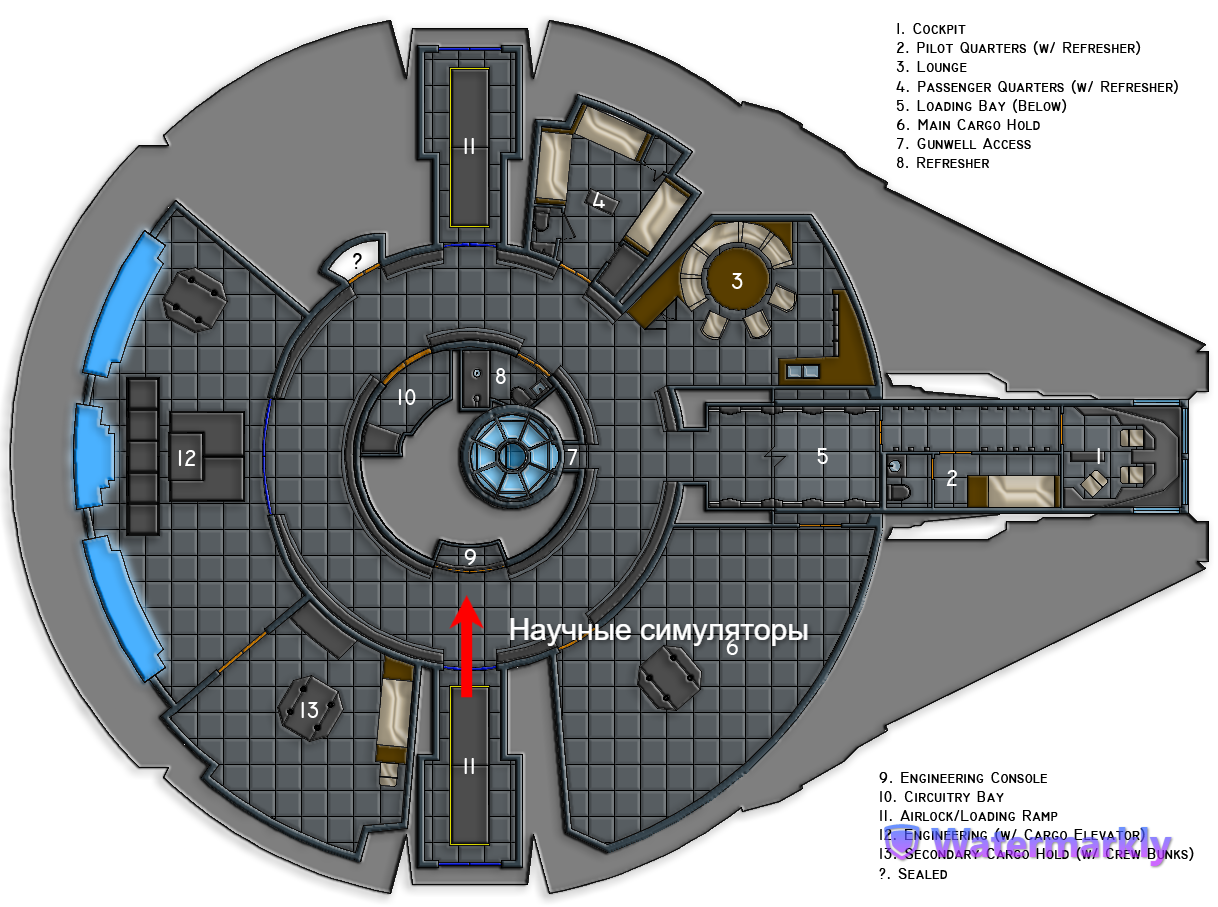 1. Cockpit
2. Pilot Quarters (w/ Refresher)
3. Lounge
4. Passenger Quarters (w/ Refresher)
5. Loading Bay (Below)
6. Main Cargo Hold
7. Gunwell Access
8. Refresher
11
4
?
3
8
10
12
7
5
1
2
9
Научные симуляторы
6
13
11
9. Engineering Console
10. Circuitry Bay
11. Airlock/Loading Ramp
12. Engineering (w/ Cargo Elevator)
13. Secondary Cargo Hold (w/ Crew Bunks)
?. Sealed
Watermarkly